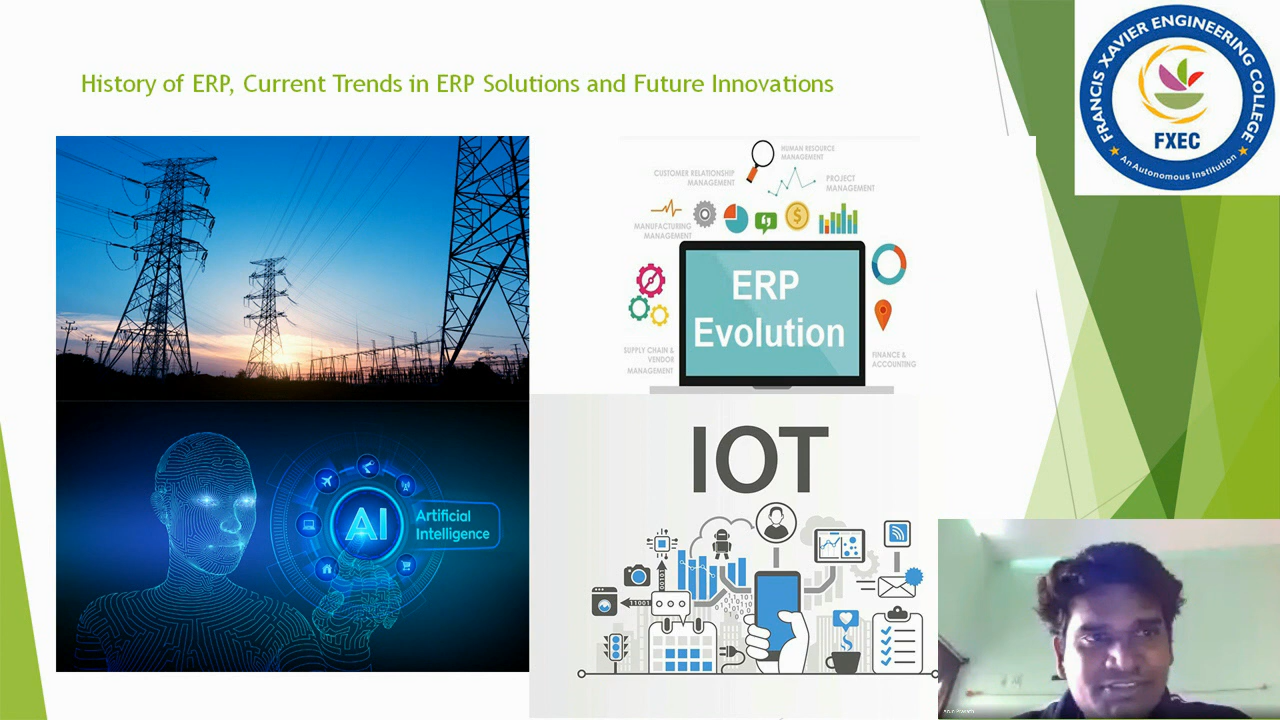 History of ERP, Current Trends in ERP Solutions and Future Innovations
FRANCIS XAVIER ENGINEERING COLLEGE
FXEC
An Autonomous Institution
HUMAN RESOURCE
MANAGEMENT
CUSTOMER RELATIONSHIP
MANAGEMENT
PROJECT
MANAGEMENT
MANUFACTURING
MANAGEMENT
ERP
Evolution
SUPPLY CHAIN &
VENDOR
MANAGEMENT
FINANCE &
ACCOUNTING
AI
Artificial
Intelligence
IOT